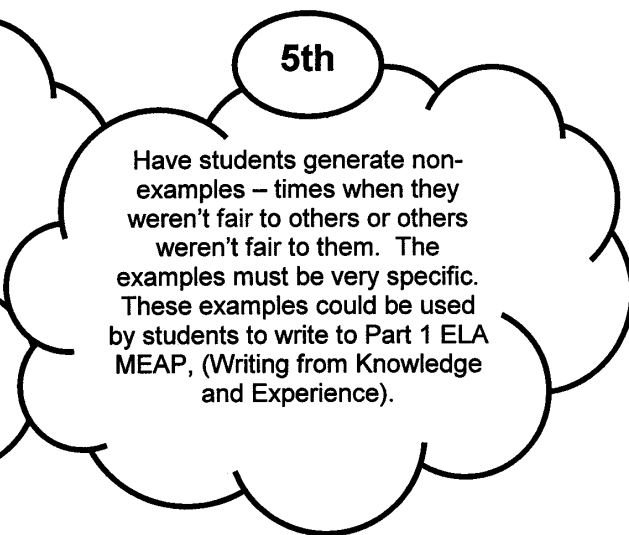 5th
Have students generate non-
examples – times when they
weren't fair to others or others
weren't fair to them.  The
examples must be very specific.
These examples could be used
by students to write to Part 1 ELA
MEAP, (Writing from Knowledge
and Experience).